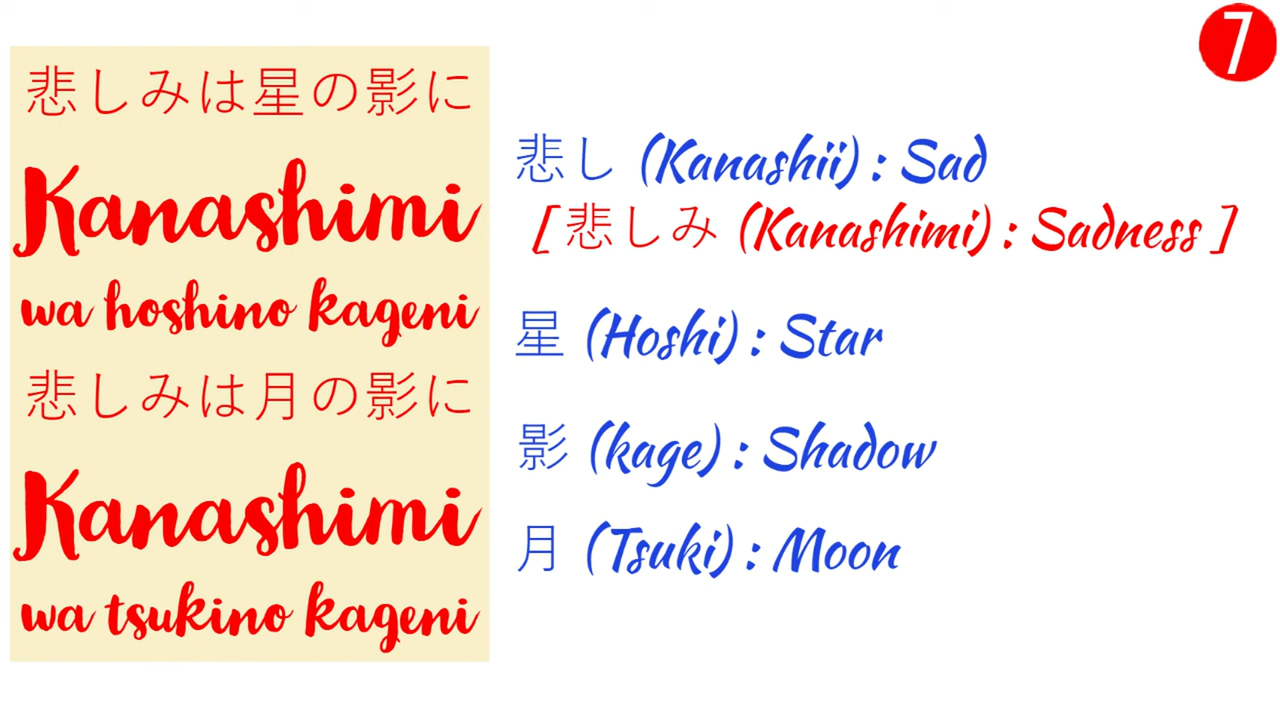 7
悲しみは星の影に
Kanashimi
wa hoshino kageni
悲しみは月の影に
Kanashimi
wa tsukino kageni
悲し (Kanashii) : Sad
[ 悲しみ (Kanashimi) : Sadness ]
星 (Hoshi) : Star
影 (kage) : Shadow
月 (Tsuki) : Moon